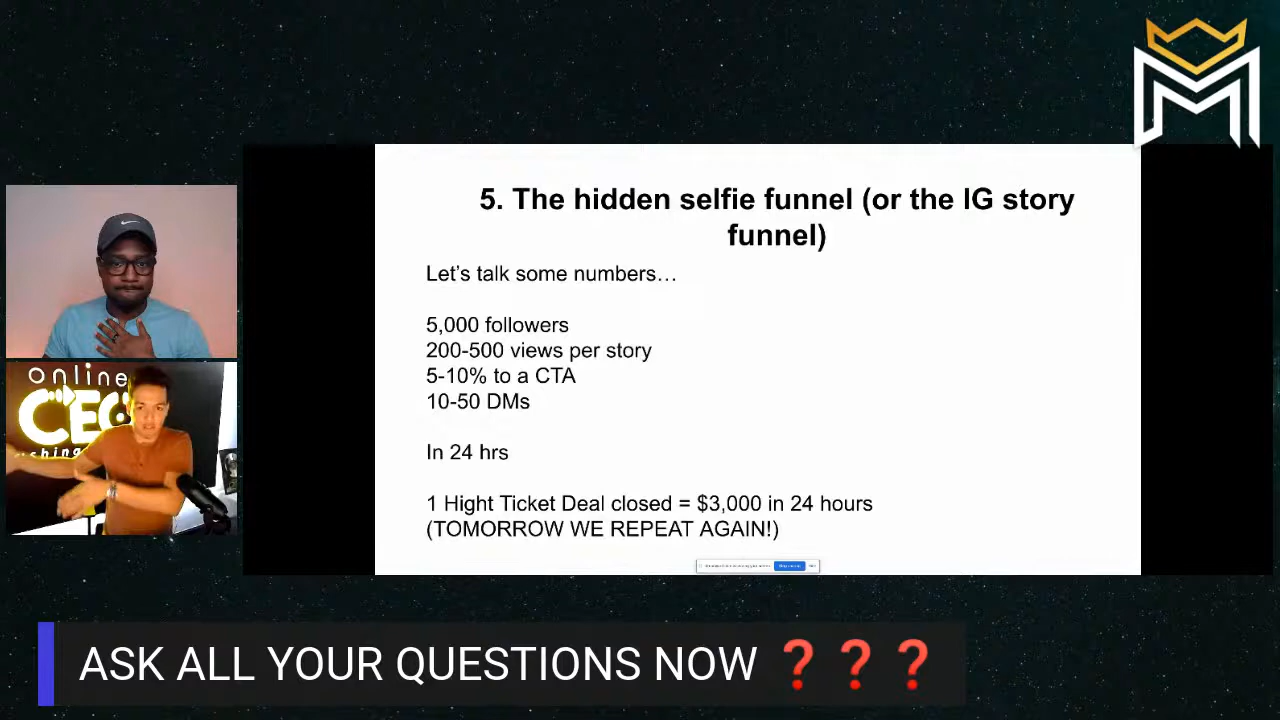 5. The hidden selfie funnel (or the IG story
funnel)
Let's talk some numbers…
5,000 followers
200-500 views per story
5-10% to a CTA
10-50 DMs
In 24 hrs
1 Hight Ticket Deal closed = $3,000 in 24 hours
(TOMORROW WE REPEAT AGAIN!)
online
CEO
ASK ALL YOUR QUESTIONS NOW ❓❓❓